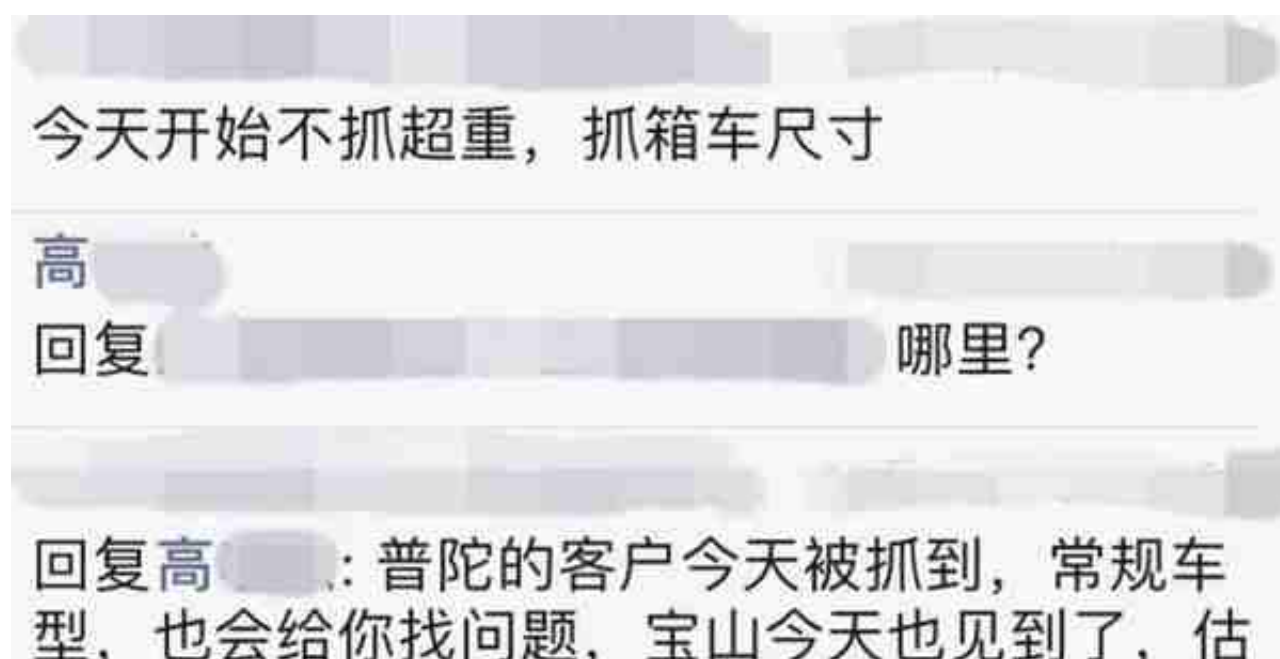 今天开始不抓超重，抓箱车尺寸
高
回复 哪里？
回复高 : 普陀的客户今天被抓到，常规车
型，也会给你找问题，宝山今天也见到了，估